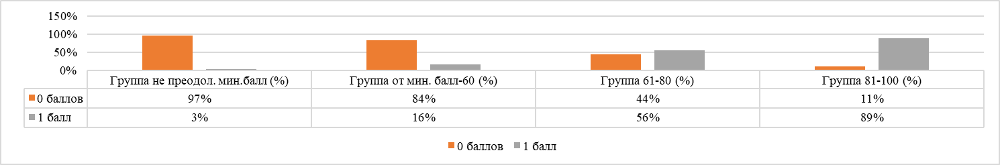 150%
100%
50%
0%
Группа не преодол. мин.балл (%) Группа от мин. балл-60 (%) Группа 61-80 (%) Группа 81-100 (%)
0 баллов 97% 84% 44% 11%
1 балл 3% 16% 56% 89%
0 баллов 1 балл